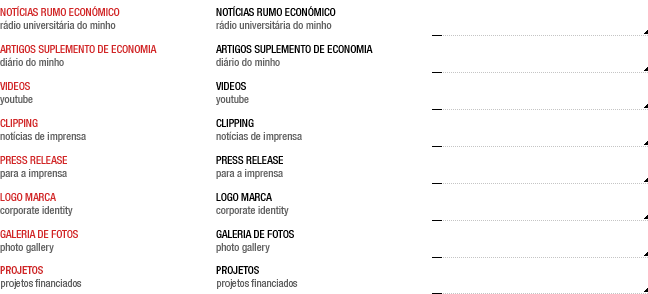 NOTÍCIAS RUMO ECONÓMICO
rádio universitária do minho
ARTIGOS SUPLEMENTO DE ECONOMIA
diário do minho
VIDEOS
youtube
CLIPPING
notícias de imprensa
PRESS RELEASE
para a imprensa
LOGO MARCA
corporate identity
GALERIA DE FOTOS
photo gallery
PROJETOS
projetos financiados
NOTÍCIAS RUMO ECONÓMICO
rádio universitária do minho
ARTIGOS SUPLEMENTO DE ECONOMIA
diário do minho
VIDEOS
youtube
CLIPPING
notícias de imprensa
PRESS RELEASE
para a imprensa
LOGO MARCA
corporate identity
GALERIA DE FOTOS
photo gallery
PROJETOS
projetos financiados